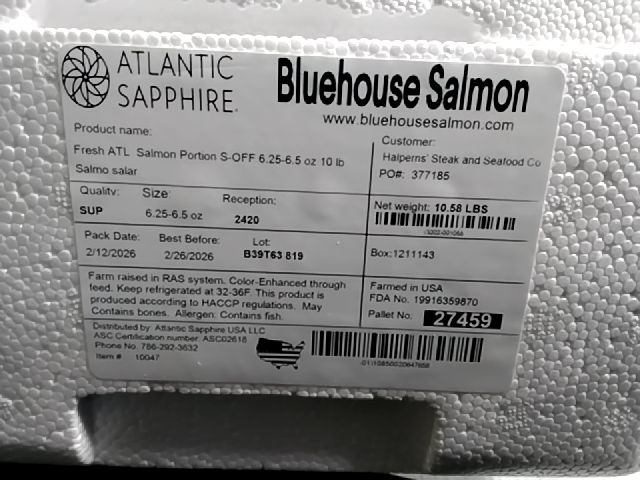 ATLANTIC
SAPPHIRE®
Bluehouse Salmon
www.bluehousesalmon.com
Product name:
Fresh ATL Salmon Portion S-OFF 6.25-6.5 oz 10 lb
Salmo salar
Customer:
Halperns' Steak and Seafood Co
PO#: 377185
Quality: Size: Reception:
SUP 6.25-6.5 oz 2420
Net weight: 10.58 LBS
Pack Date: Best Before: Lot:
2/12/2026 2/26/2026 B39T63 819
Box:1211143
Farm raised in RAS system. Color-Enhanced through
feed. Keep refrigerated at 32-36F. This product is
produced according to HACCP regulations. May
Contains bones. Allergen: Contains fish.
Farmed in USA
FDA No. 19916359870
Pallet No: 27459
Distributed by: Atlantic Sapphire USA LLC
ASC Certification number: ASC02618
Phone No. 786-292-3632
Item # 10047